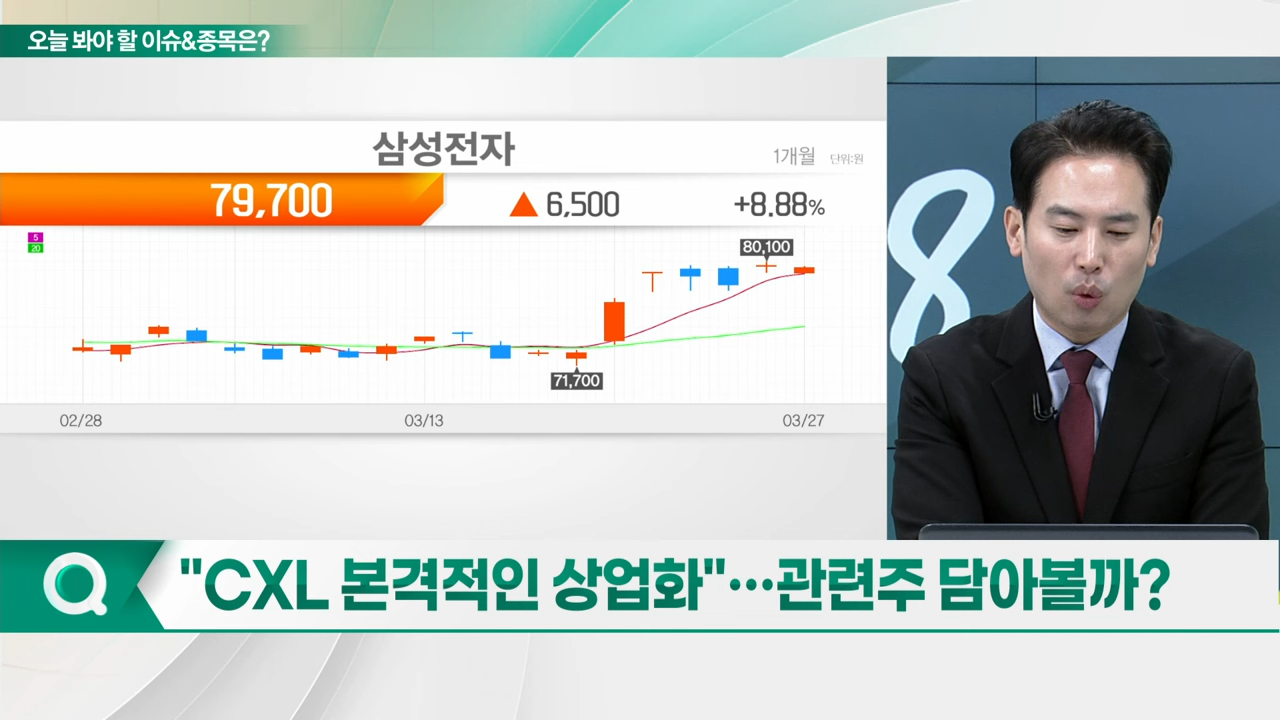 오늘 봐야 할 이슈&종목은?
삼성전자
1개월 단위:원
79,700 ▲ 6,500 +8.88%
5
20
80,100
71,700
02/28 03/13 03/27
8
"CXL 본격적인 상업화"…관련주 담아볼까?